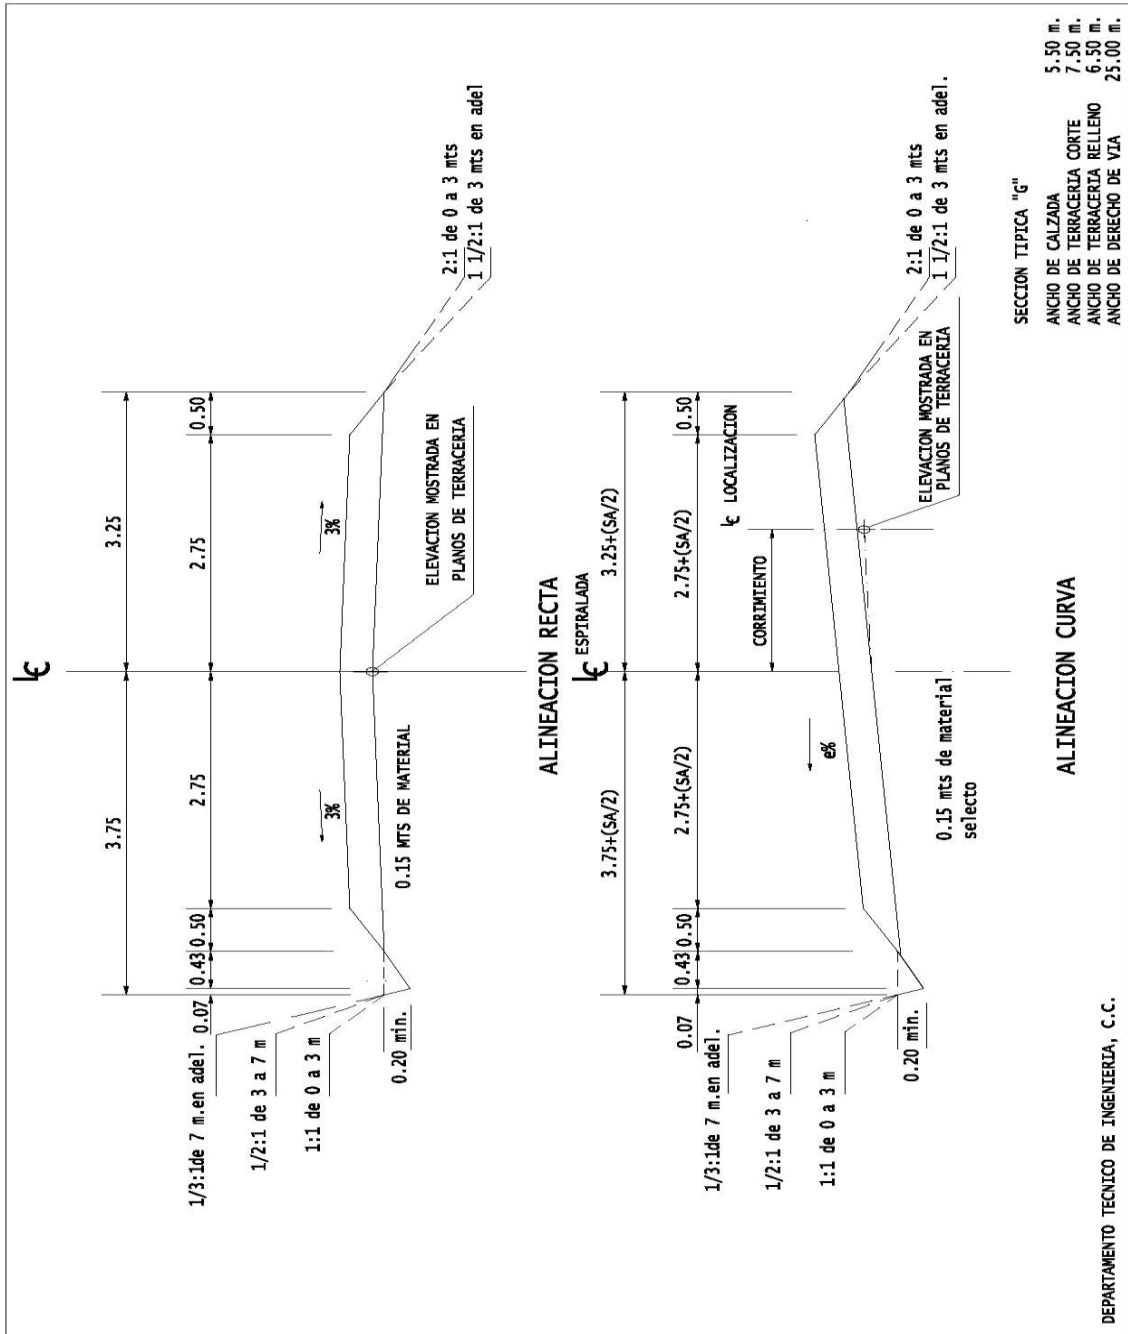 ℄
3.75
3.25
0.07
0.43
0.50
2.75
2.75
0.50
1/3:1de 7 m.en adel.
1/2:1 de 3 a 7 m
1:1 de 0 a 3 m
0.20 min.
3%
3%
0.15 MTS DE MATERIAL
ELEVACION MOSTRADA EN
PLANOS DE TERRACERIA
2:1 de 0 a 3 mts
1 1/2:1 de 3 mts en adel
ALINEACION RECTA
℄ ESPIRALADA
3.75+(SA/2)
3.25+(SA/2)
0.07
0.43
0.50
2.75+(SA/2)
2.75+(SA/2)
0.50
℄ LOCALIZACION
CORRIMIENTO
1/3:1de 7 m.en adel.
1/2:1 de 3 a 7 m
1:1 de 0 a 3 m
0.20 min.
e%
0.15 mts de material
selecto
ELEVACION MOSTRADA EN
PLANOS DE TERRACERIA
2:1 de 0 a 3 mts
1 1/2:1 de 3 mts en adel.
ALINEACION CURVA
SECCION TIPICA "G"
ANCHO DE CALZADA 5.50 m.
ANCHO DE TERRACERIA CORTE 7.50 m.
ANCHO DE TERRACERIA RELLENO 6.50 m.
ANCHO DE DERECHO DE VIA 25.00 m.
DEPARTAMENTO TECNICO DE INGENIERIA, C.C.